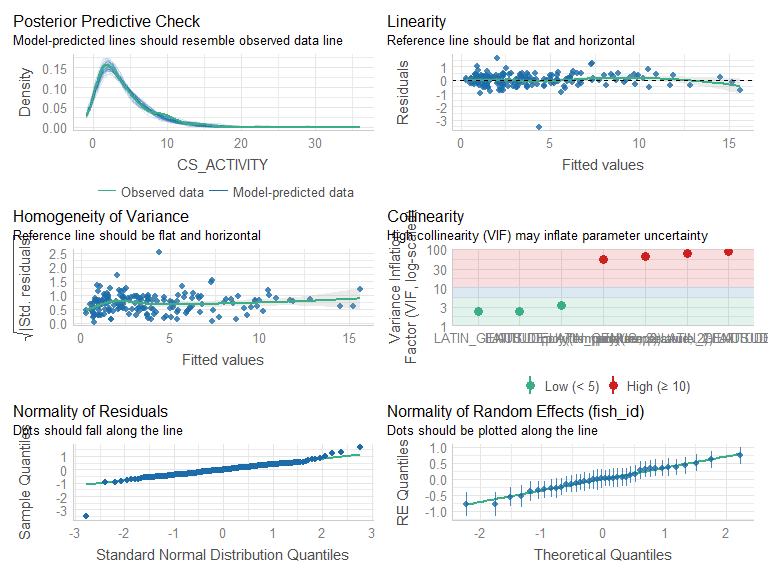 Posterior Predictive Check
Model-predicted lines should resemble observed data line
Density
0.15
0.10
0.05
0.00
0
10
20
30
CS_ACTIVITY
Observed data
Model-predicted data
Linearity
Reference line should be flat and horizontal
Residuals
1
0
-1
-2
-3
0
5
10
15
Fitted values
Homogeneity of Variance
Reference line should be flat and horizontal
√|Std. residuals|
2.5
2.0
1.5
1.0
0.5
0.0
0
5
10
15
Fitted values
Collinearity
High collinearity (VIF) may inflate parameter uncertainty
Variance Inflation
Factor (VIF, log-scaled)
100
30
10
5
3
1
Low (< 5)
High (≥ 10)
Normality of Residuals
Dots should fall along the line
Sample Quantiles
1
0
-1
-2
-3
-3
-2
-1
0
1
2
3
Standard Normal Distribution Quantiles
Normality of Random Effects (fish_id)
Dots should be plotted along the line
RE Quantiles
1.0
0.5
0.0
-0.5
-1.0
-2
-1
0
1
2
Theoretical Quantiles